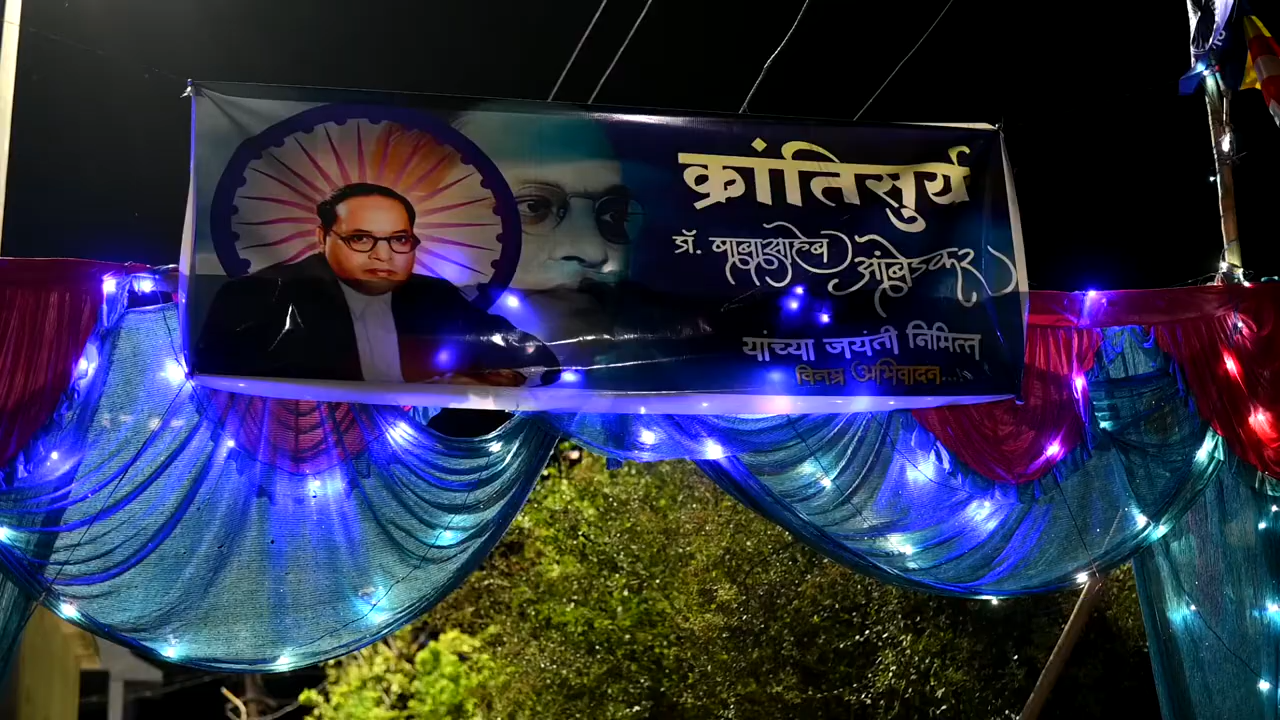 क्रांतिसुर्य
डॉ. बाबासाहेब आंबेडकर
यांच्या जयंती निमित्त
विनम्र अभिवादन...!